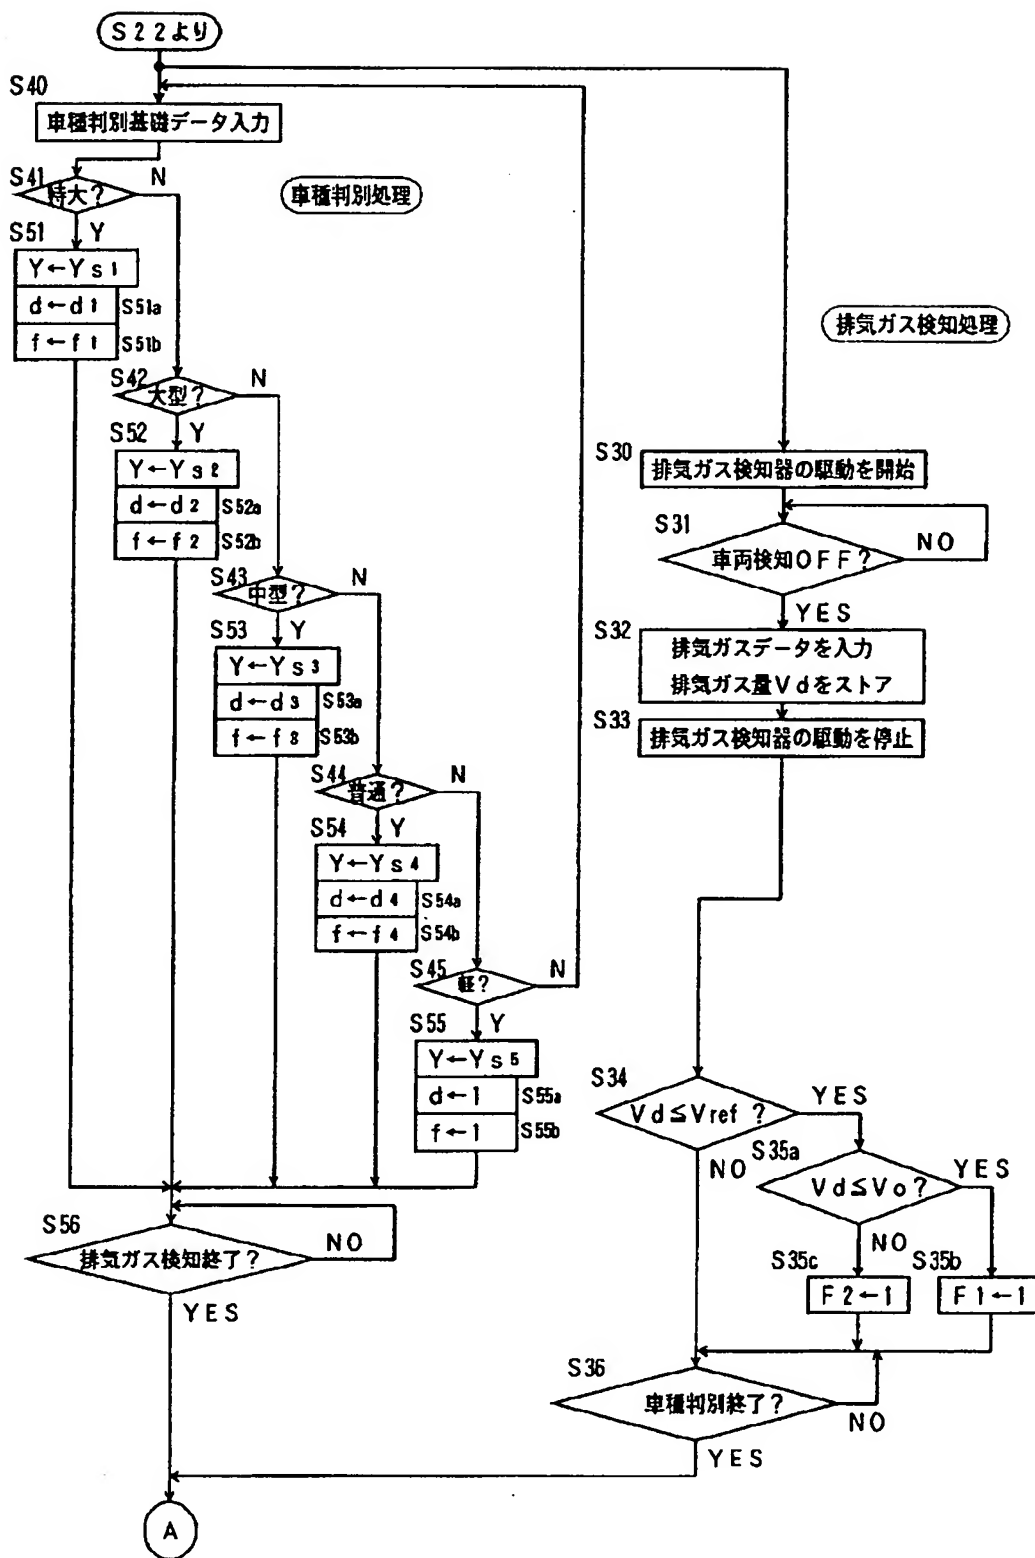 S22より
S40
車種判別基礎データ入力
S41
特大?
N
車種判別処理
S51
Y
Y←Ys1
d←d1
S51a
f←f1
S51b
S42
大型?
N
S52
Y
Y←Ys2
d←d2
S52a
f←f2
S52b
S43
中型?
N
S53
Y
Y←Ys3
d←d3
S53a
f←f3
S53b
S44
普通?
N
S54
Y
Y←Ys4
d←d4
S54a
f←f4
S54b
S45
軽?
N
S55
Y
Y←Ys5
d←1
S55a
f←1
S55b
S56
排気ガス検知終了?
NO
YES
排気ガス検知処理
S30
排気ガス検知器の駆動を開始
S31
車両検知OFF?
NO
YES
S32
排気ガスデータを入力
排気ガス量Vdをストア
S33
排気ガス検知器の駆動を停止
S34
Vd≦Vref?
YES
NO
S35a
Vd≦Vo?
YES
NO
S35c
F2←1
S35b
F1←1
S36
車種判別終了?
NO
YES
A